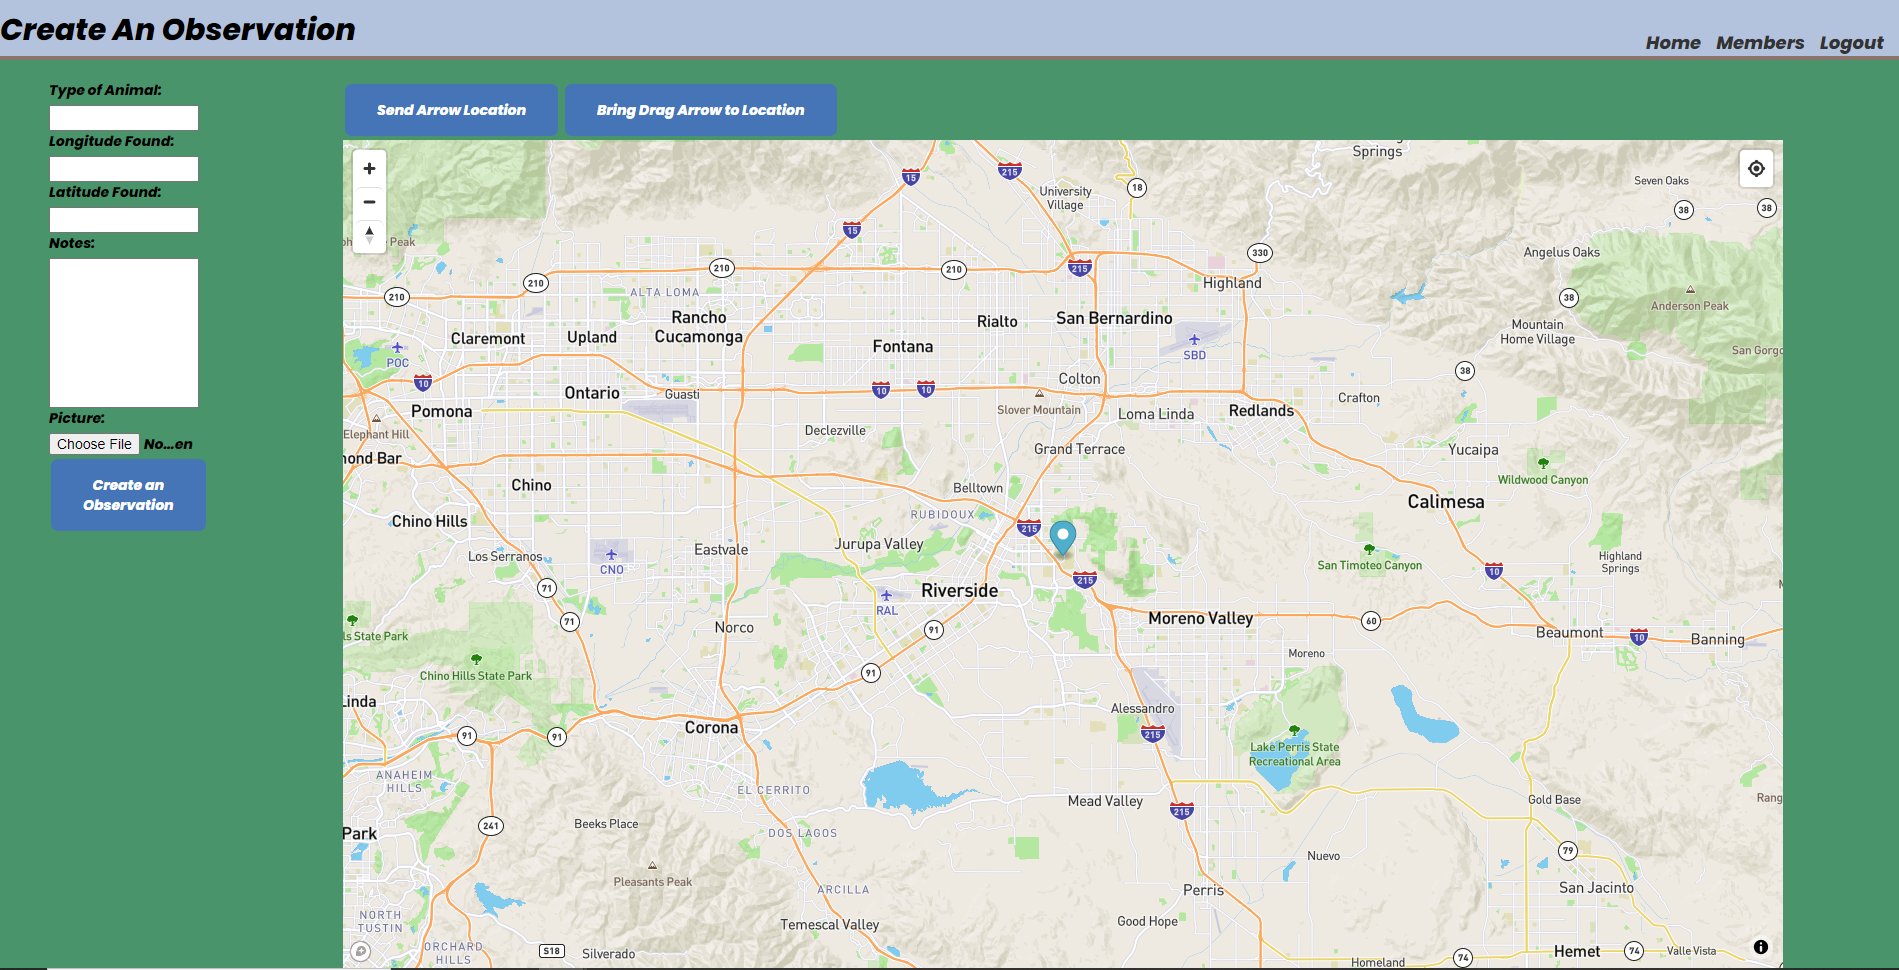 Create An Observation
Home Members Logout
Type of Animal:
Longitude Found:
Latitude Found:
Notes:
Picture:
Choose File No...en
Create an
Observation
Send Arrow Location
Bring Drag Arrow to Location
Springs
15
215
University
Village
18
Seven Oaks
38
38
15
Peak
330
Angelus Oaks
210
210
210
215
210
ALTA LOMA
Highland
38
Anderson Peak
Rancho
Cucamonga
Rialto
San Bernardino
Mountain
Home Village
Claremont
Upland
Fontana
SBD
San Gorgo
POC
10
Ontario
Guasti
10
10
Colton
38
Pomona
Slover Mountain
Loma Linda
Redlands
Crafton
Elephant Hill
Declezville
Grand Terrace
Yucaipa
mond Bar
Chino
Belltown
Wildwood Canyon
Calimesa
Chino Hills
RUBIDOUX
215
Los Serranos
CNO
Eastvale
Jurupa Valley
San Timoteo Canyon
Highland
Springs
10
71
71
215
Riverside
RAL
Moreno Valley
60
ls State Park
Norco
91
Beaumont
10
Banning
Chino Hills State Park
91
Moreno
Linda
Corona
Alessandro
91
91
215
Lake Perris State
Recreational Area
ANAHEIM
HILLS
EL CERRITO
Mead Valley
215
Gold Base
Rang
Park
241
Beeks Place
DOS LAGOS
Nuevo
79
Pleasants Peak
ARCILLA
Perris
San Jacinto
NORTH
TUSTIN
Temescal Valley
Good Hope
ORCHARD
HILLS
S18
Silverado
Homeland
74
Hemet
74
Valle Vista